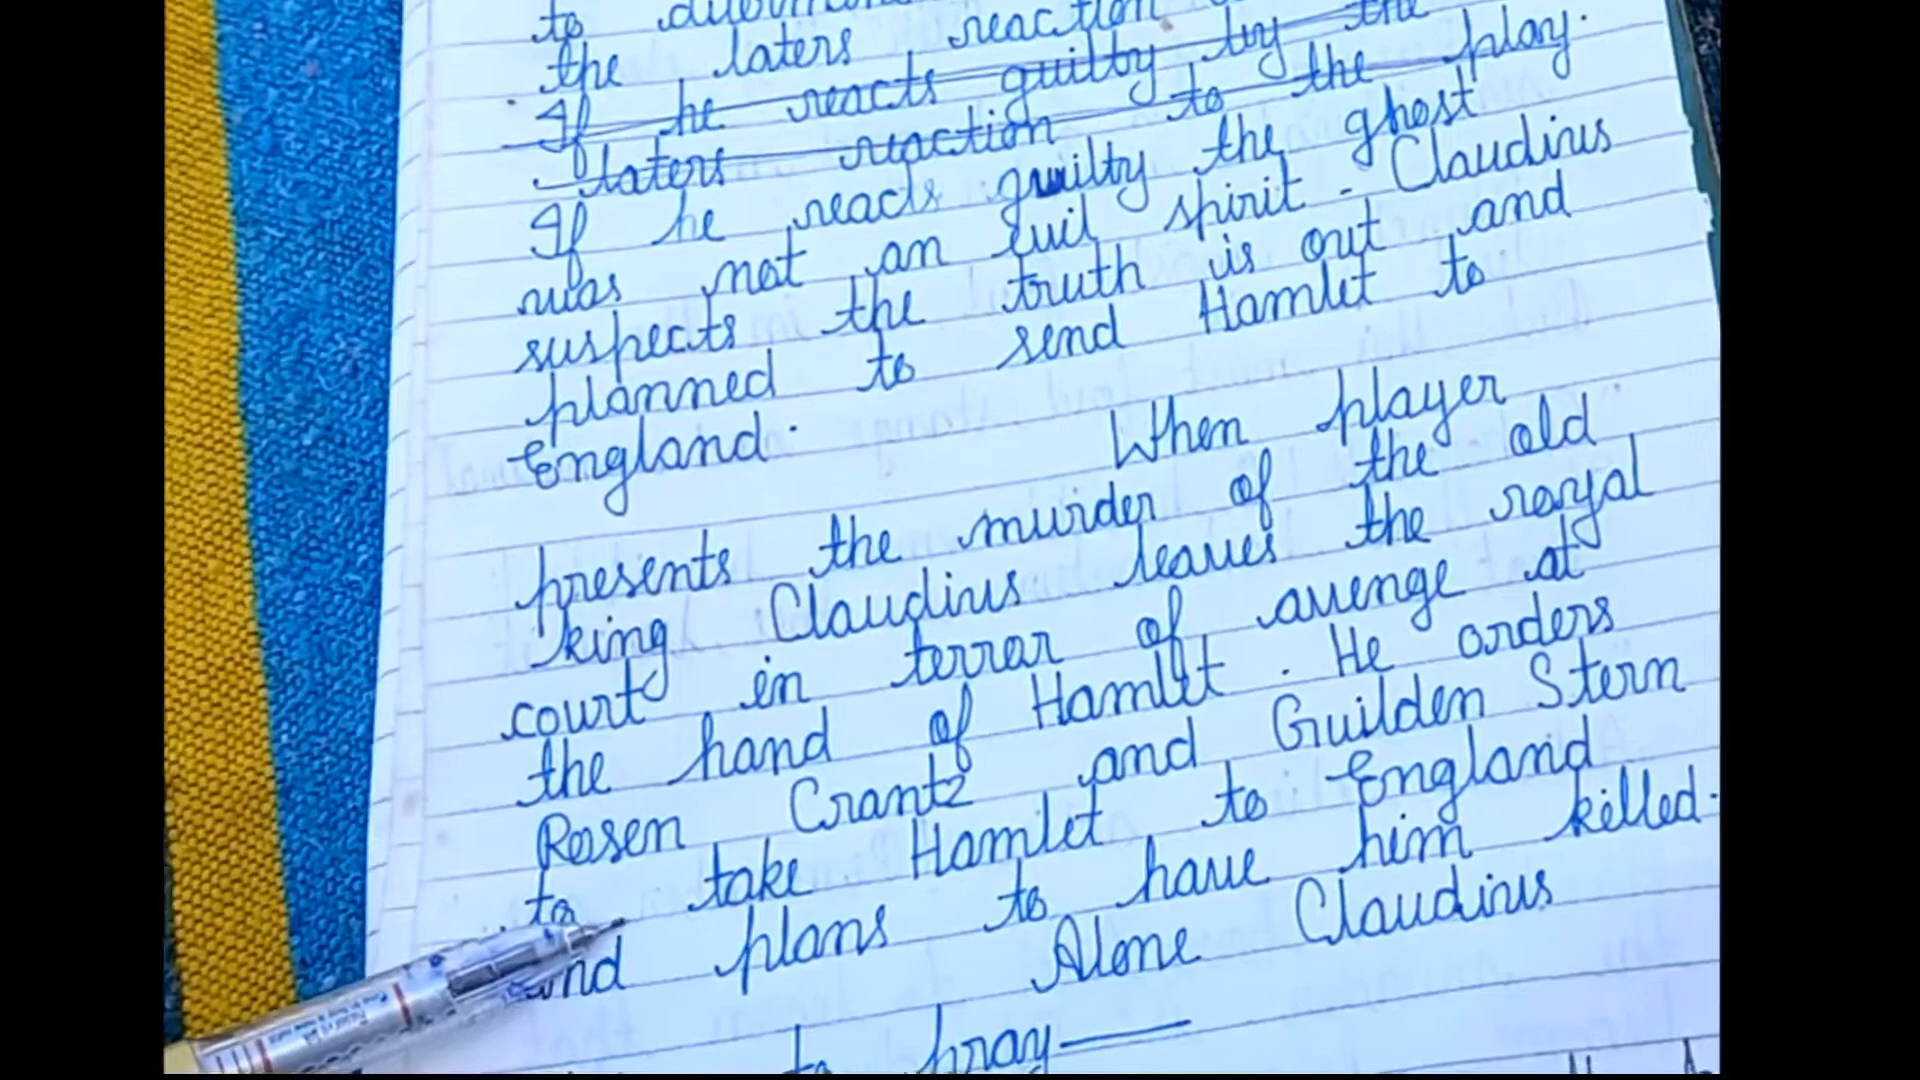 to
the laters reaction
If he reacts guilty by the
laters reaction to the play.
If he reacts guilty the ghost
was not an evil spirit - Claudius
suspects the truth is out and
planned to send Hamlet to
England.
When player
presents the murder of the old
king Claudius leaves the royal
court in terror of avenge at
the hand of Hamlet. He orders
Rosen Crantz and Guilden Stern
to take Hamlet to England
and plans to have him killed.
Alone Claudius
to pray—